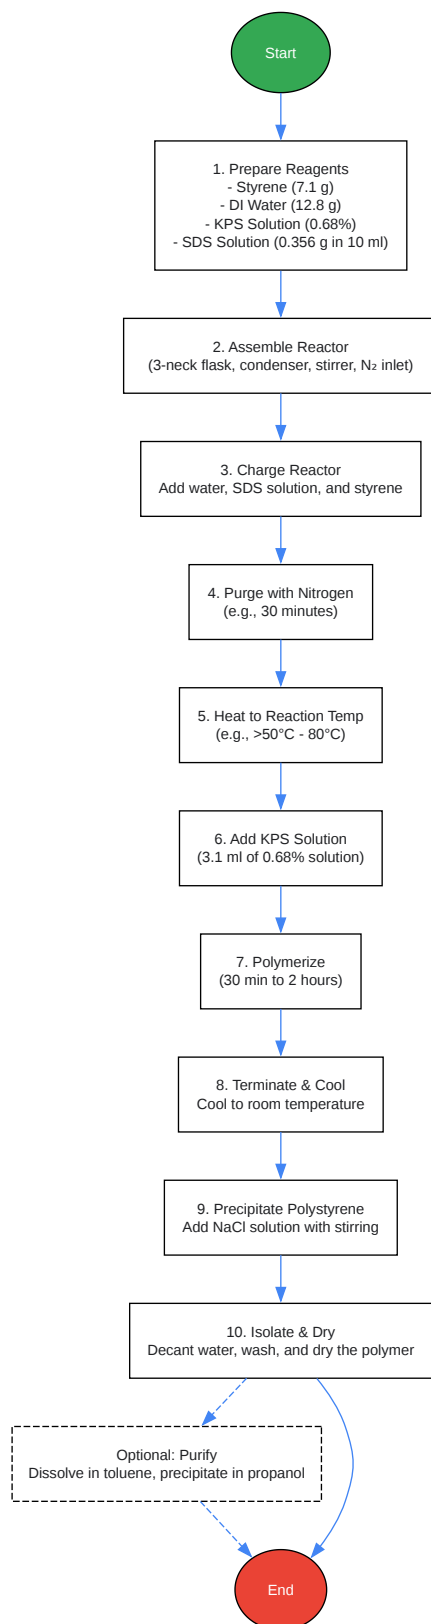 Start
1. Prepare Reagents
- Styrene (7.1 g)
- DI Water (12.8 g)
- KPS Solution (0.68%)
- SDS Solution (0.356 g in 10 ml)
2. Assemble Reactor
(3-neck flask, condenser, stirrer, N₂ inlet)
3. Charge Reactor
Add water, SDS solution, and styrene
4. Purge with Nitrogen
(e.g., 30 minutes)
5. Heat to Reaction Temp
(e.g., >50°C - 80°C)
6. Add KPS Solution
(3.1 ml of 0.68% solution)
7. Polymerize
(30 min to 2 hours)
8. Terminate & Cool
Cool to room temperature
9. Precipitate Polystyrene
Add NaCl solution with stirring
10. Isolate & Dry
Decant water, wash, and dry the polymer
Optional: Purify
Dissolve in toluene, precipitate in propanol
End